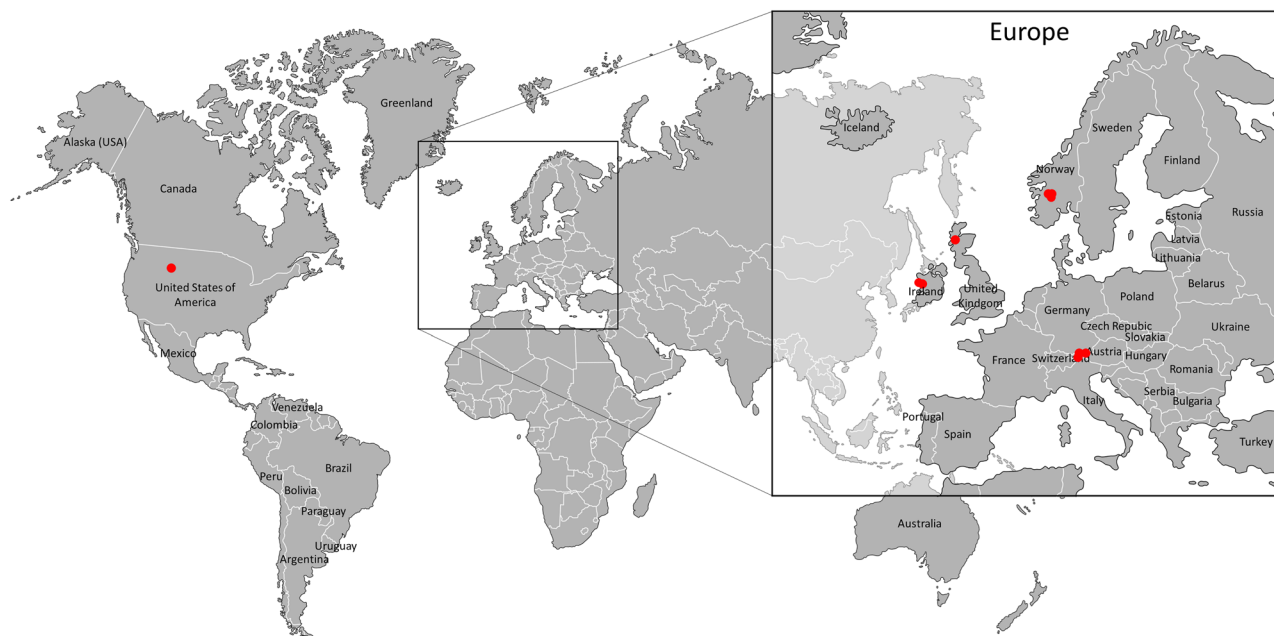 Europe
Greenland
Alaska (USA)
Canada
United States of
America
Mexico
Venezuela
Colombia
Brazil
Peru
Bolivia
Paraguay
Uruguay
Argentina
Iceland
Sweden
Finland
Norway
Russia
Estonia
Latvia
Lithuania
Belarus
Ireland
United
Kingdom
Poland
Germany
Czech Repubic
Slovakia
Ukraine
Austria
Switzerland
France
Hungary
Romania
Serbia
Bulgaria
Italy
Portugal
Spain
Turkey
Australia